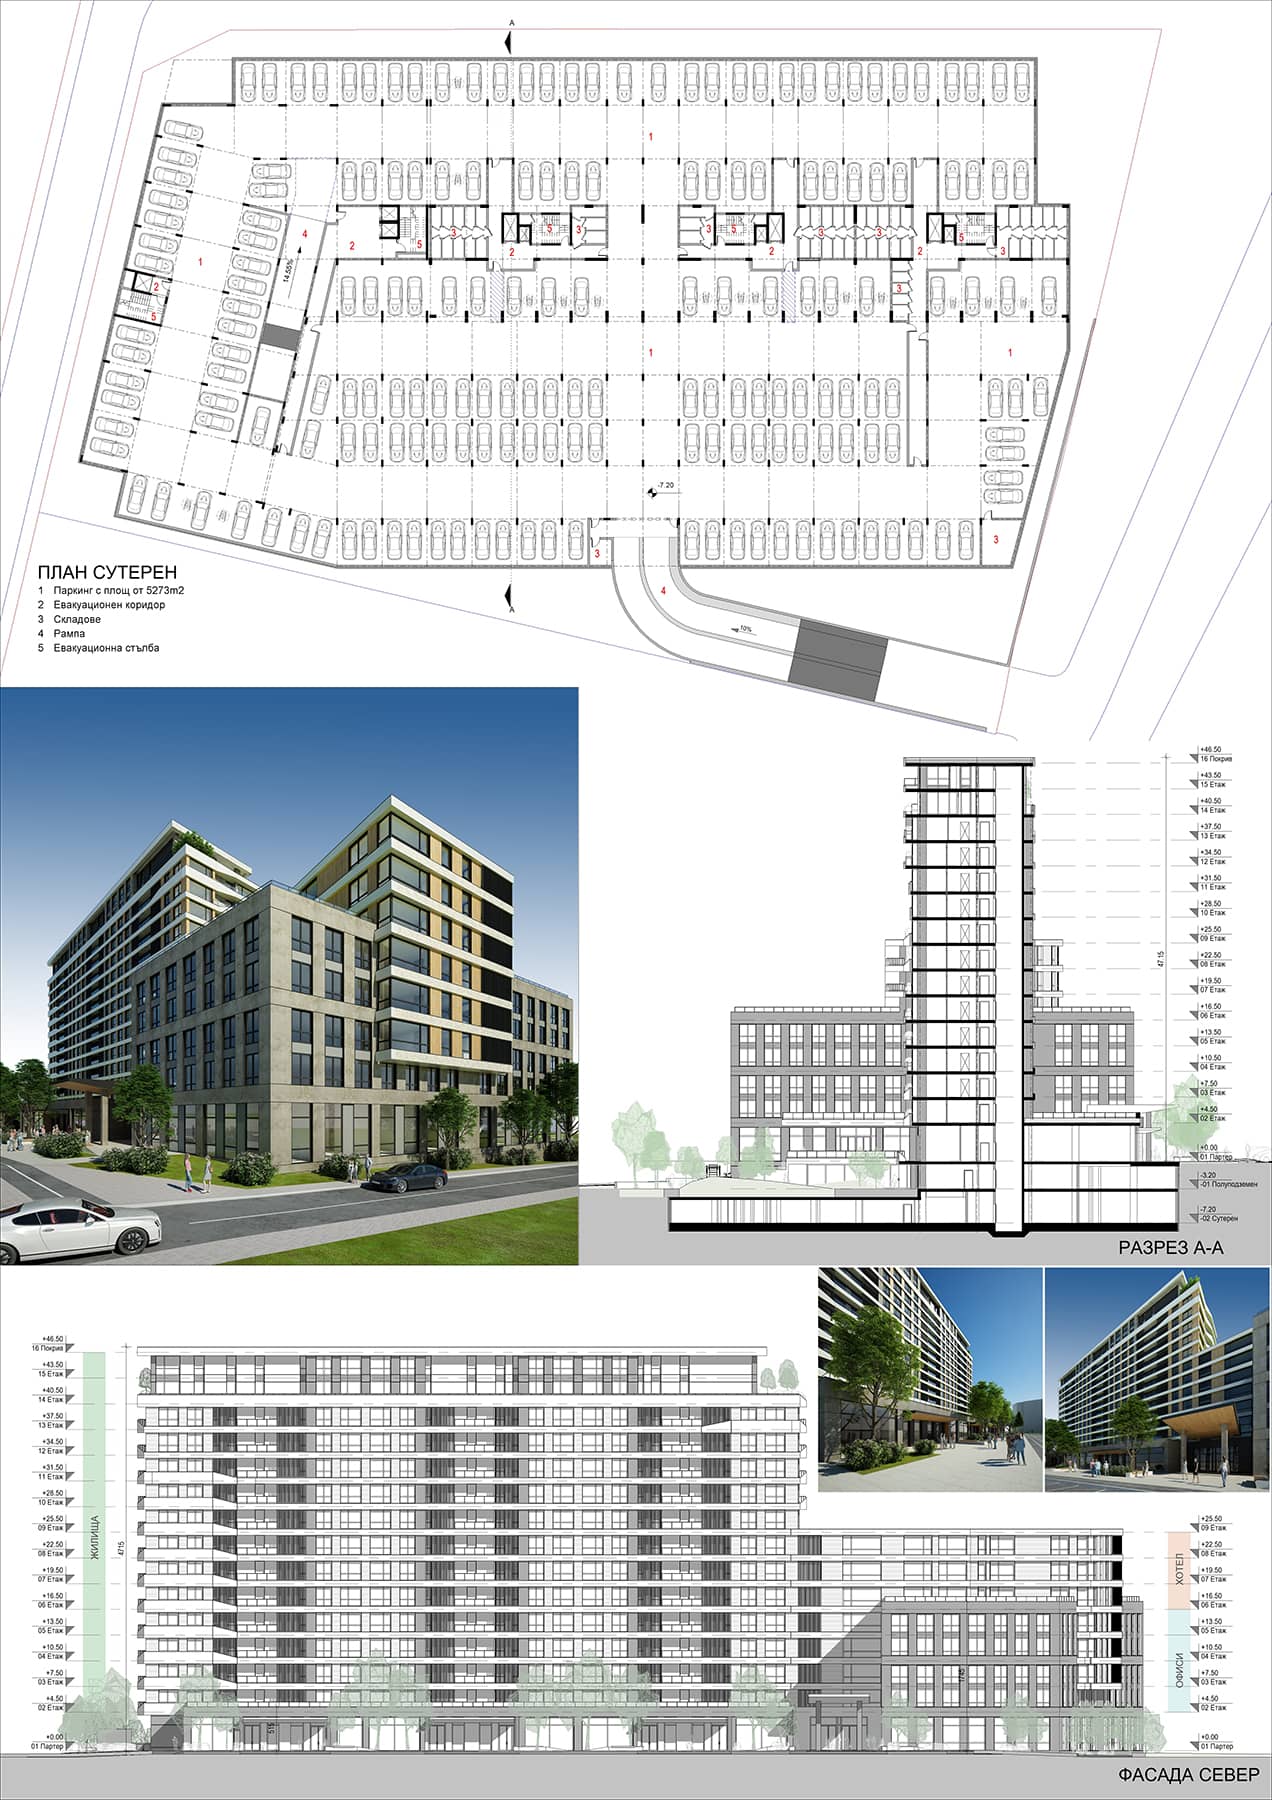 A
1
4
14.55%
2
5
3
2
5
3
3
5
2
3
3
2
5
3
1
2
5
3
1
1
-7.20
3
3
4
10%
A
ПЛАН СУТЕРЕН
1 Паркинг с площ от 5273m2
2 Евакуационен коридор
3 Складове
4 Рампа
5 Евакуационна стълба
+46.50
16 Покрив
+43.50
15 Етаж
+40.50
14 Етаж
+37.50
13 Етаж
+34.50
12 Етаж
+31.50
11 Етаж
+28.50
10 Етаж
+25.50
09 Етаж
+22.50
08 Етаж
+19.50
07 Етаж
+16.50
06 Етаж
+13.50
05 Етаж
+10.50
04 Етаж
+7.50
03 Етаж
+4.50
02 Етаж
+0.00
01 Партер
-3.20
-01 Полуподземен
-7.20
-02 Сутерен
4715
РАЗРЕЗ А-А
+46.50
16 Покрив
+43.50
15 Етаж
+40.50
14 Етаж
+37.50
13 Етаж
+34.50
12 Етаж
+31.50
11 Етаж
+28.50
10 Етаж
+25.50
09 Етаж
+22.50
08 Етаж
+19.50
07 Етаж
+16.50
06 Етаж
+13.50
05 Етаж
+10.50
04 Етаж
+7.50
03 Етаж
+4.50
02 Етаж
+0.00
01 Партер
ЖИЛИЩА
4715
515
1745
ХОТЕЛ
ОФИСИ
+25.50
09 Етаж
+22.50
08 Етаж
+19.50
07 Етаж
+16.50
06 Етаж
+13.50
05 Етаж
+10.50
04 Етаж
+7.50
03 Етаж
+4.50
02 Етаж
+0.00
01 Партер
ФАСАДА СЕВЕР